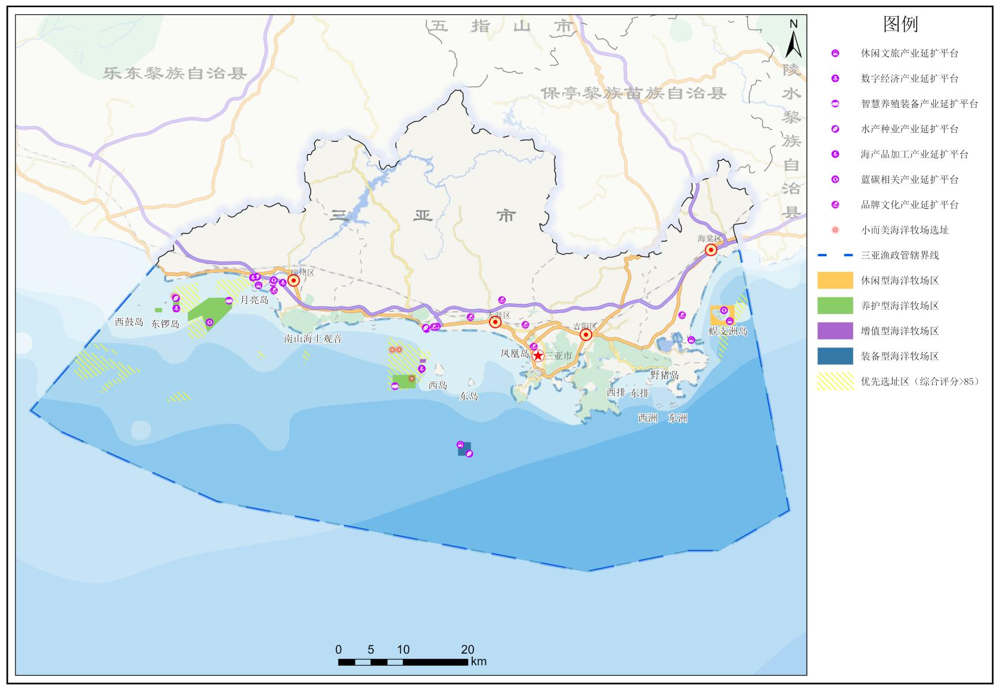 五指山市
N
乐东黎族自治县
保亭黎族苗族自治县
陵水黎族自治县
三亚市
海棠区
崖州区
月亮岛
西鼓岛
东锣岛
南山海上观音
天涯区
吉阳区
蜈支洲岛
凤凰岛
三亚市
野猪岛
西岛
东岛
西排
东排
西洲
东洲
0 5 10 20
km
图例
休闲文旅产业延扩平台
数字经济产业延扩平台
智慧养殖装备产业延扩平台
水产种业产业延扩平台
海产品加工产业延扩平台
蓝碳相关产业延扩平台
品牌文化产业延扩平台
小而美海洋牧场选址
三亚渔政管辖界线
休闲型海洋牧场区
养护型海洋牧场区
增值型海洋牧场区
装备型海洋牧场区
优先选址区（综合评分>85）